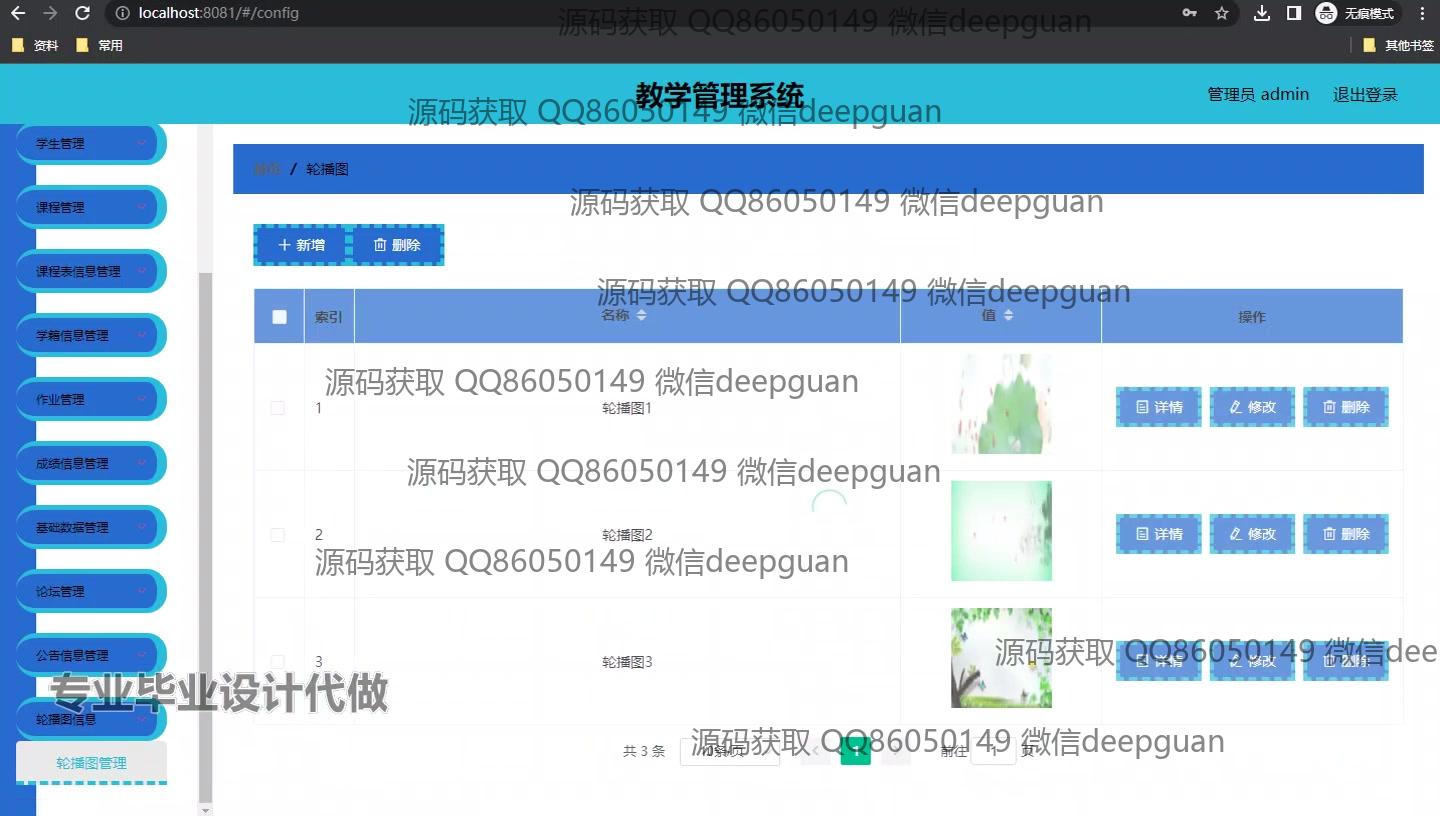 localhost:8081/#/config
无痕模式
资料 常用 其他书签
源码获取 QQ86050149 微信deepguan
教学管理系统
管理员 admin 退出登录
源码获取 QQ86050149 微信deepguan
学生管理
课程管理
课程表信息管理
学籍信息管理
作业管理
成绩信息管理
基础数据管理
论坛管理
公告信息管理
轮播图信息
轮播图管理
专业毕业设计代做
首页 / 轮播图
源码获取 QQ86050149 微信deepguan
新增 删除
源码获取 QQ86050149 微信deepguan
索引 名称 值 操作
源码获取 QQ86050149 微信deepguan
1 轮播图1 详情 修改 删除
源码获取 QQ86050149 微信deepguan
2 轮播图2 详情 修改 删除
源码获取 QQ86050149 微信deepguan
3 轮播图3 详情 修改 删除
源码获取 QQ86050149 微信dee
源码获取 QQ86050149 微信deepguan
共 3 条 10条/页 1 前往 1 页